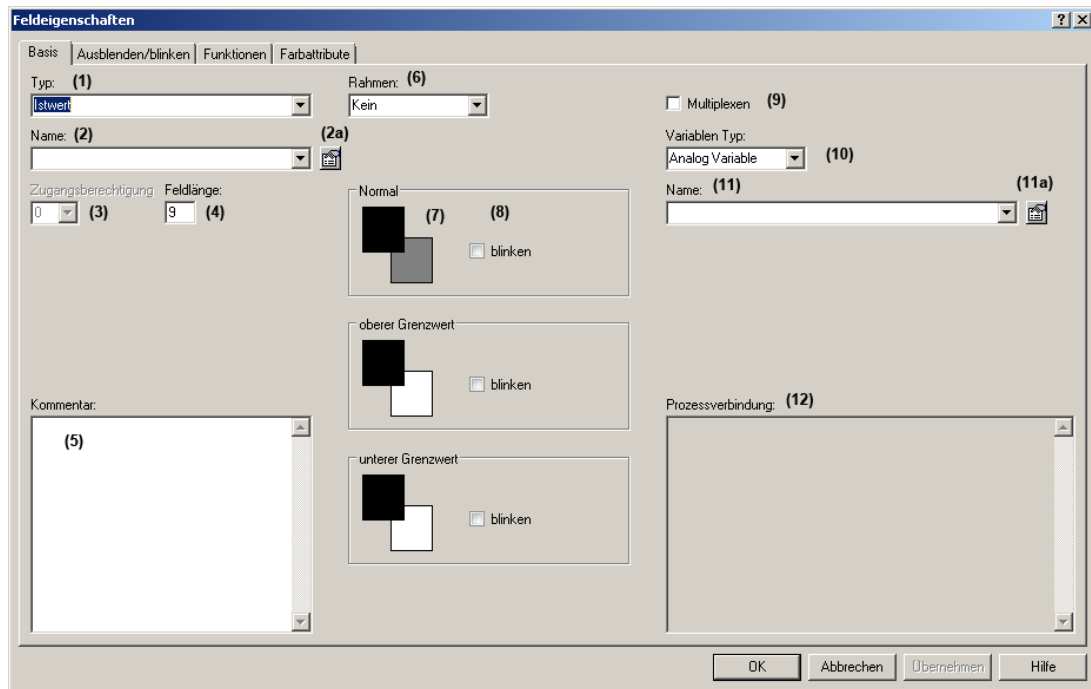 Feldeigenschaften
Basis Ausblenden/blinken Funktionen Farbattribute
Typ: (1)
Istwert
Name: (2)
(2a)
Zugangsberechtigung Feldlänge:
0 (3) 9 (4)
Kommentar:
(5)
Rahmen: (6)
Kein
Normal
(7) (8)
blinken
oberer Grenzwert
blinken
unterer Grenzwert
blinken
Multiplexen (9)
Variablen Typ:
Analog Variable (10)
Name: (11) (11a)
Prozessverbindung: (12)
OK Abbrechen Übernehmen Hilfe